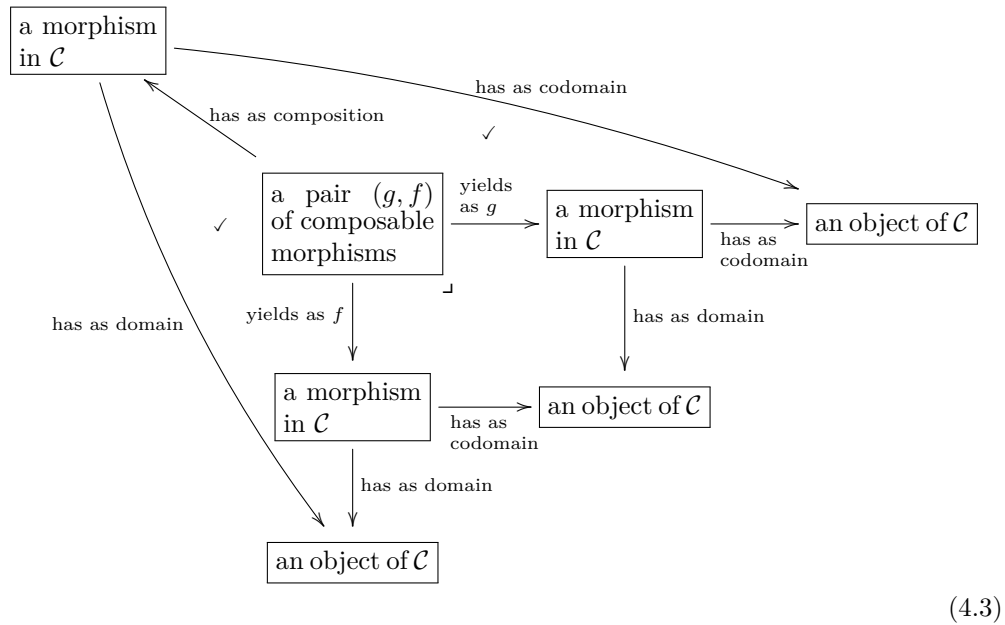 a morphism
in 𝒞
has as codomain
has as composition
✓
a pair (g, f)
of composable
morphisms
yields
as g
a morphism
in 𝒞
has as
codomain
an object of 𝒞
✓
⌟
yields as f
has as domain
has as domain
a morphism
in 𝒞
has as
codomain
an object of 𝒞
has as domain
an object of 𝒞
(4.3)